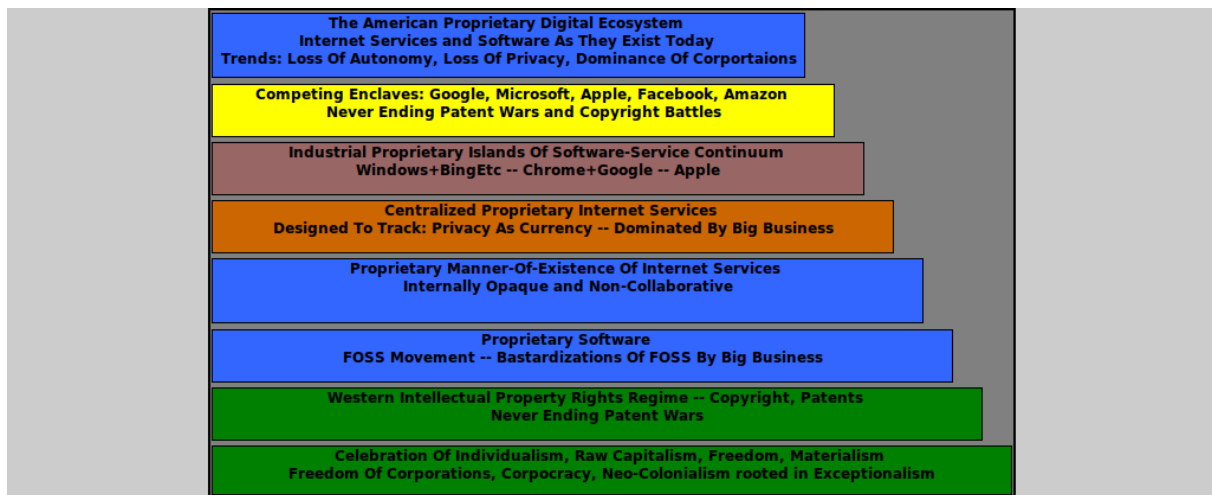 The American Proprietary Digital Ecosystem
Internet Services and Software As They Exist Today
Trends: Loss Of Autonomy, Loss Of Privacy, Dominance Of Corportaions
Competing Enclaves: Google, Microsoft, Apple, Facebook, Amazon
Never Ending Patent Wars and Copyright Battles
Industrial Proprietary Islands Of Software-Service Continuum
Windows+BingEtc -- Chrome+Google -- Apple
Centralized Proprietary Internet Services
Designed To Track: Privacy As Currency -- Dominated By Big Business
Proprietary Manner-Of-Existence Of Internet Services
Internally Opaque and Non-Collaborative
Proprietary Software
FOSS Movement -- Bastardizations Of FOSS By Big Business
Western Intellectual Property Rights Regime -- Copyright, Patents
Never Ending Patent Wars
Celebration Of Individualism, Raw Capitalism, Freedom, Materialism
Freedom Of Corporations, Corpocracy, Neo-Colonialism rooted in Exceptionalism